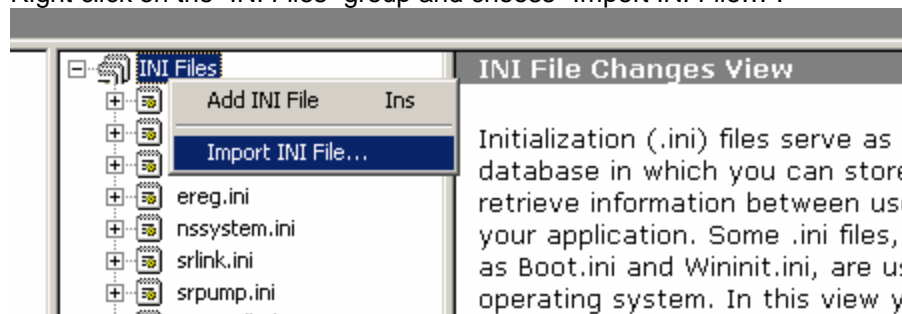 Right click on the "INI Files" group and choose "Import INI File…".
INI Files
Add INI File Ins
Import INI File...
ereg.ini
nssystem.ini
srlink.ini
srpump.ini
INI File Changes View
Initialization (.ini) files serve as
database in which you can store
retrieve information between us
your application. Some .ini files,
as Boot.ini and Wininit.ini, are u
operating system. In this view y